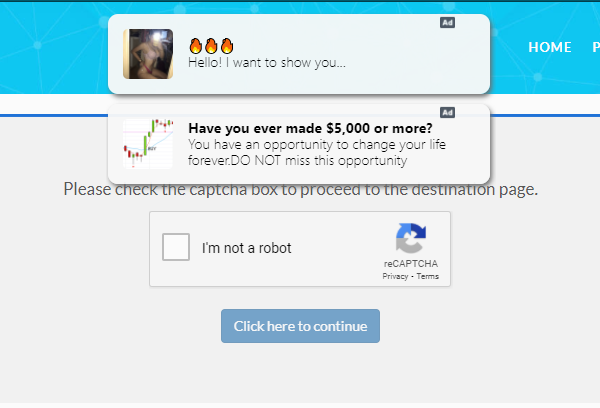 Ad
🔥🔥🔥
Hello! I want to show you...
HOME
P
Ad
Have you ever made $5,000 or more?
You have an opportunity to change your life
forever.DO NOT miss this opportunity
BUY
Please check the captcha box to proceed to the destination page.
I'm not a robot
reCAPTCHA
Privacy - Terms
Click here to continue